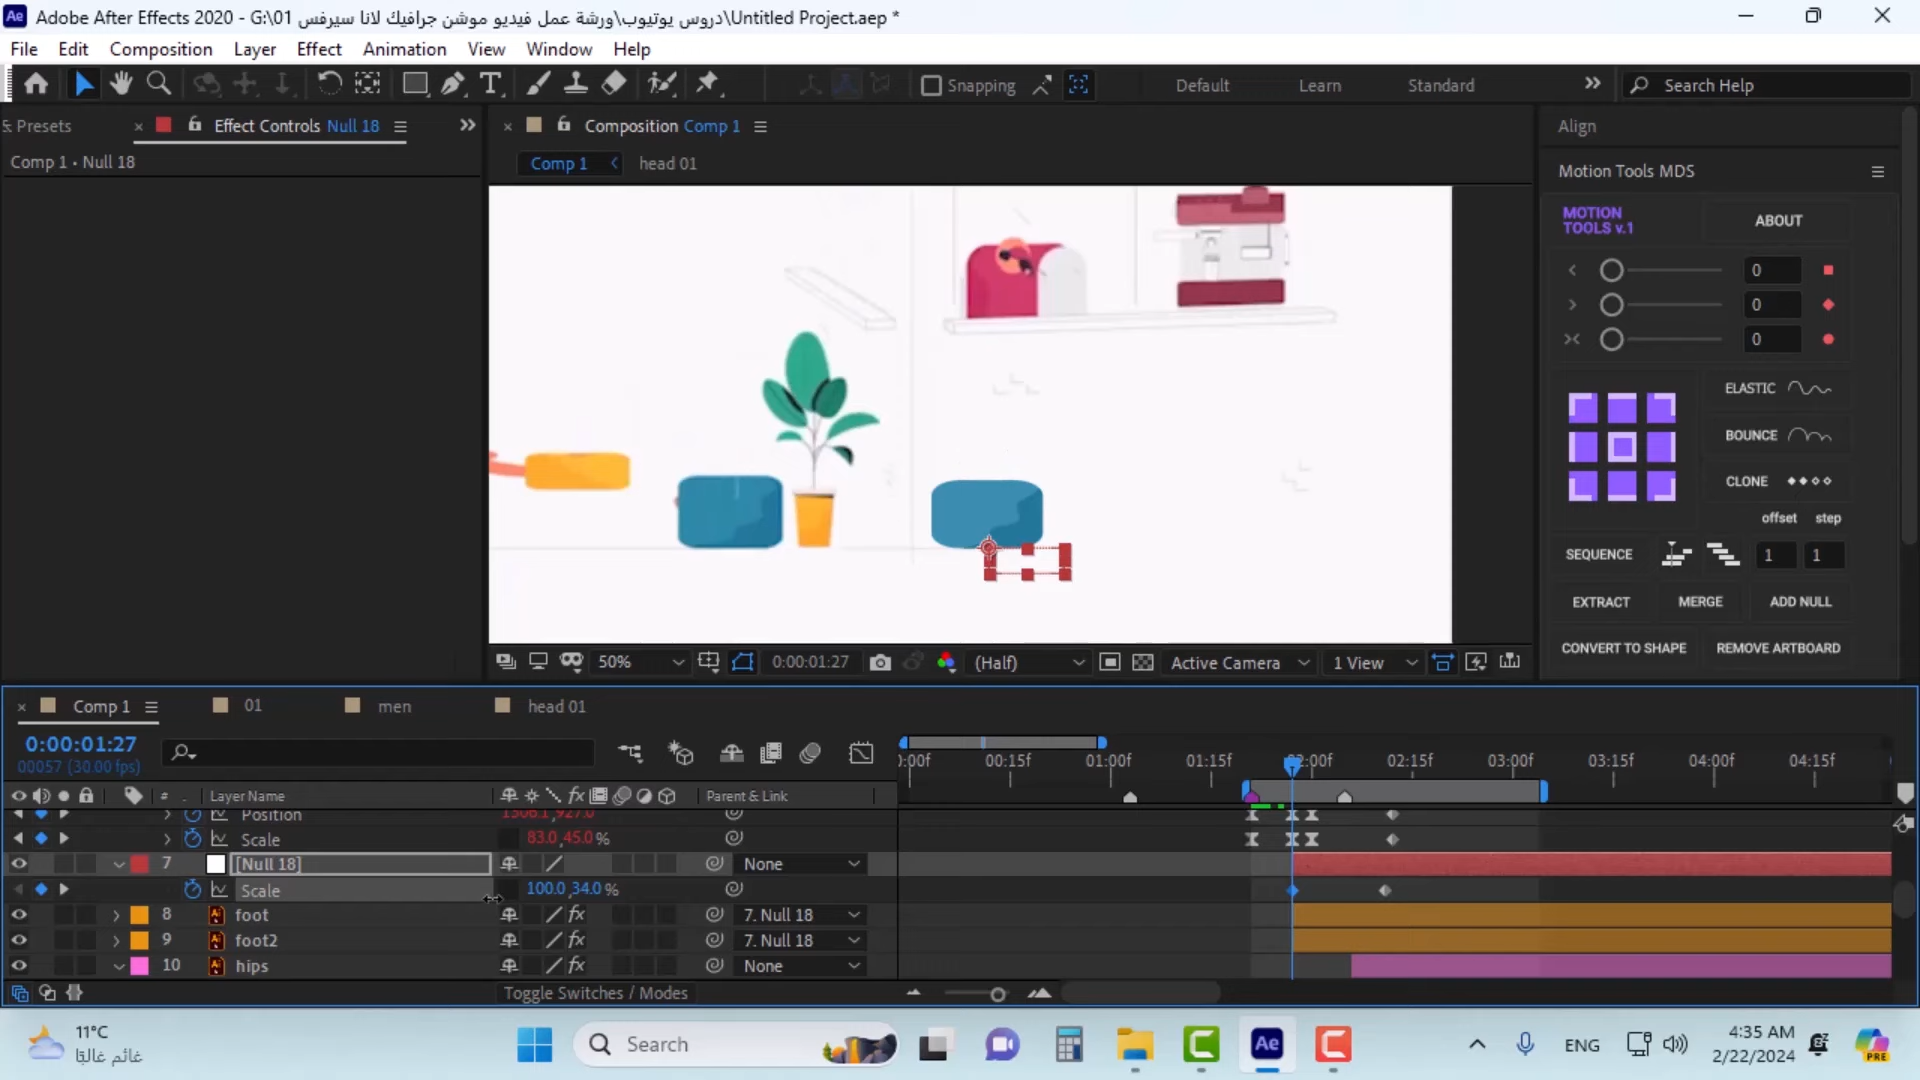 Adobe After Effects 2020 - G:\01 دروس يوتيوب\ورشة عمل فيديو موشن جرافيك لانا سيرفس\Untitled Project.aep *
File Edit Composition Layer Effect Animation View Window Help
Snapping Default Learn Standard Search Help
Presets Effect Controls Null 18 Composition Comp 1 Align
Comp 1 • Null 18 Comp 1 head 01 Motion Tools MDS
MOTION TOOLS v.1 ABOUT
0
0
0
ELASTIC
BOUNCE
CLONE
offset step
SEQUENCE 1 1
EXTRACT MERGE ADD NULL
CONVERT TO SHAPE REMOVE ARTBOARD
50% 0:00:01:27 (Half) Active Camera 1 View
Comp 1 01 men head 01
0:00:01:27
00057 (30.00 fps)
:00f 00:15f 01:00f 01:15f 02:00f 02:15f 03:00f 03:15f 04:00f 04:15f
# Layer Name Parent & Link
Position 1308.1,927.0
Scale 83.0,45.0 %
7 [Null 18] None
Scale 100.0,34.0 %
8 foot 7. Null 18
9 foot2 7. Null 18
10 hips None
Toggle Switches / Modes
11°C
غائم غالبًا
Search
Ae
ENG
4:35 AM
2/22/2024
PRE